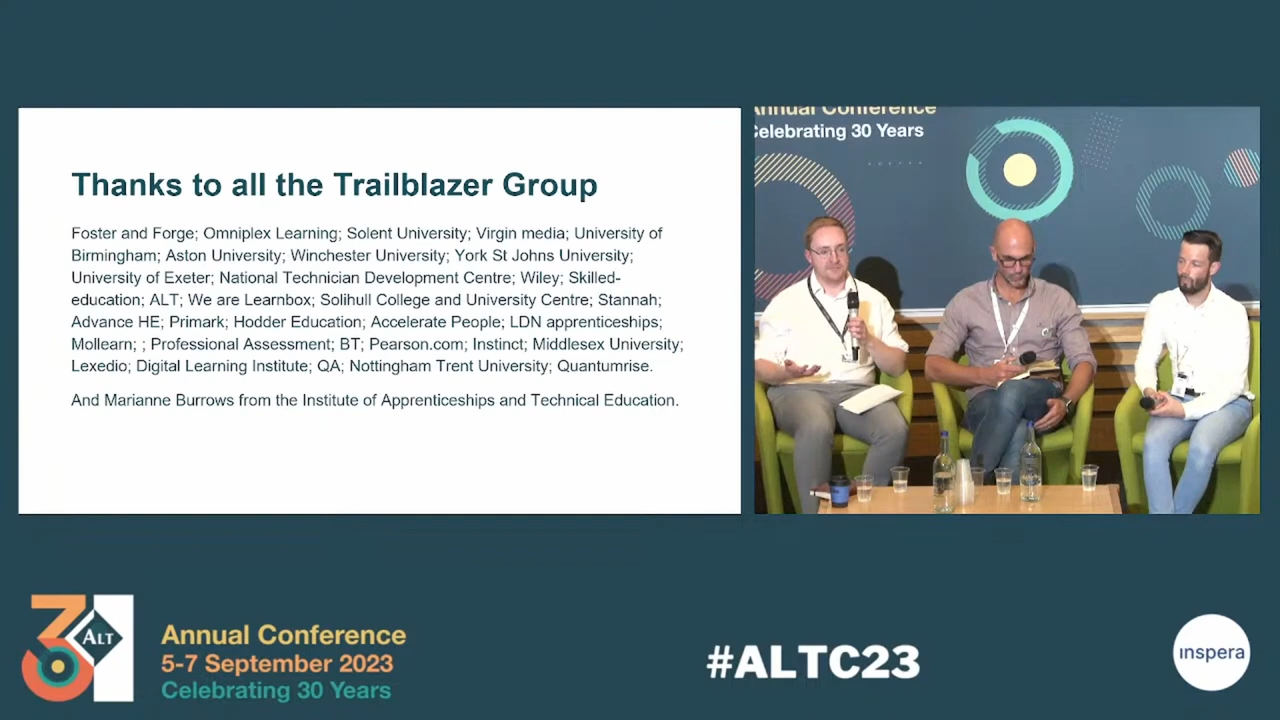 Thanks to all the Trailblazer Group
Foster and Forge; Omniplex Learning; Solent University; Virgin media; University of
Birmingham; Aston University; Winchester University; York St Johns University;
University of Exeter; National Technician Development Centre; Wiley; Skilled-
education; ALT; We are Learnbox; Solihull College and University Centre; Stannah;
Advance HE; Primark; Hodder Education; Accelerate People; LDN apprenticeships;
Mollearn; ; Professional Assessment; BT; Pearson.com; Instinct; Middlesex University;
Lexedio; Digital Learning Institute; QA; Nottingham Trent University; Quantumrise.
And Marianne Burrows from the Institute of Apprenticeships and Technical Education.
Annual Conference
Celebrating 30 Years
ALT
Annual Conference
5-7 September 2023
Celebrating 30 Years
#ALTC23
inspera